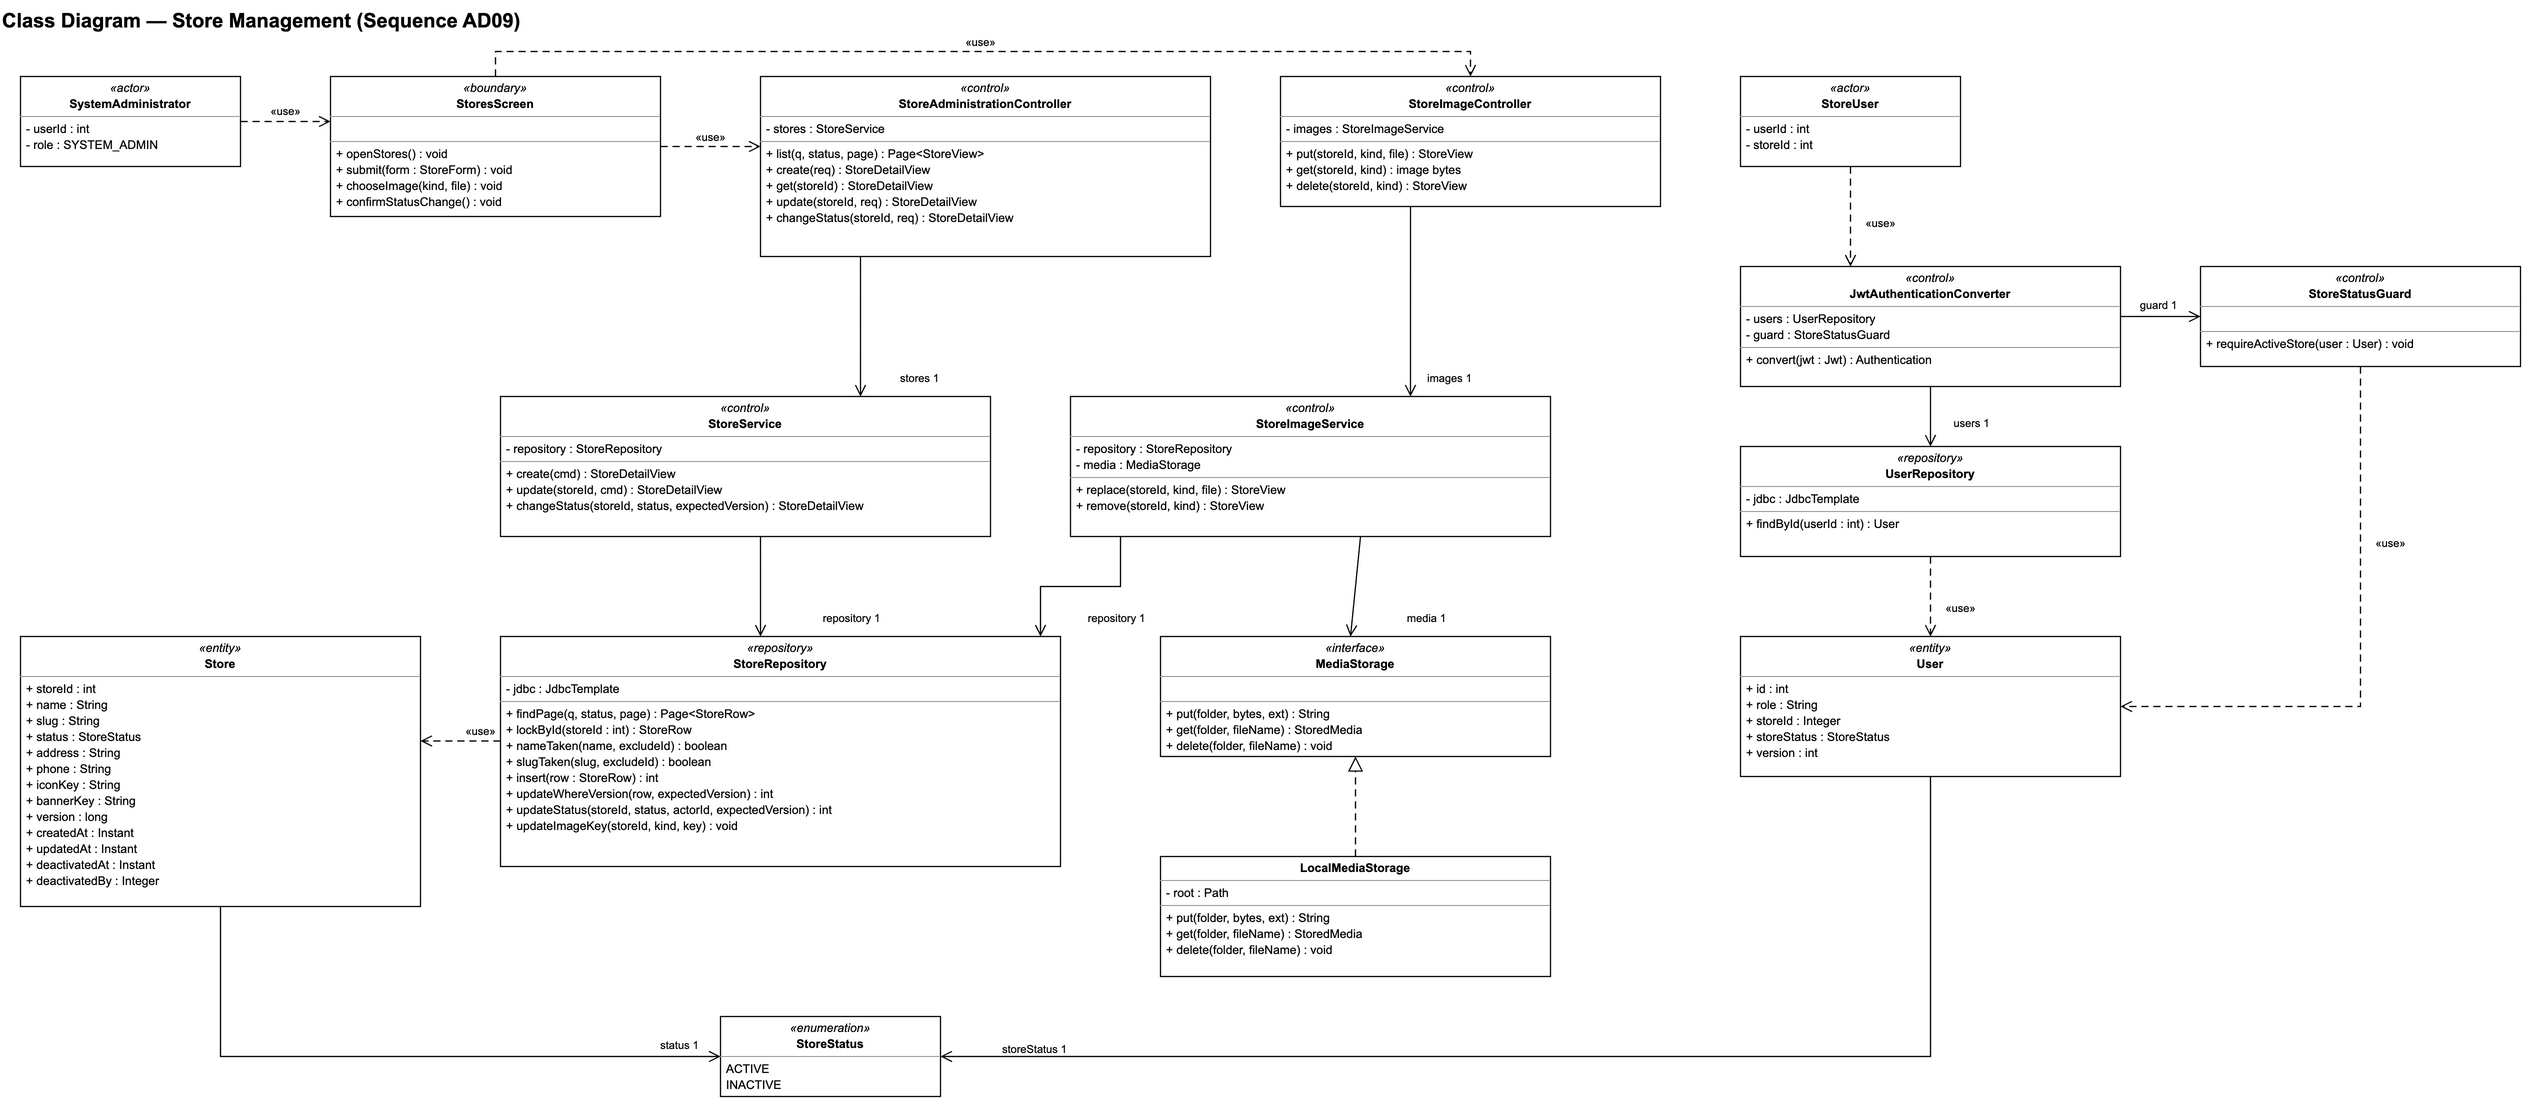 Class Diagram — Store Management (Sequence AD09)
«use»
«actor»
SystemAdministrator
- userId : int
- role : SYSTEM_ADMIN
«use»
«boundary»
StoresScreen
+ openStores() : void
+ submit(form : StoreForm) : void
+ chooseImage(kind, file) : void
+ confirmStatusChange() : void
«use»
«control»
StoreAdministrationController
- stores : StoreService
+ list(q, status, page) : Page<StoreView>
+ create(req) : StoreDetailView
+ get(storeId) : StoreDetailView
+ update(storeId, req) : StoreDetailView
+ changeStatus(storeId, req) : StoreDetailView
«control»
StoreImageController
- images : StoreImageService
+ put(storeId, kind, file) : StoreView
+ get(storeId, kind) : image bytes
+ delete(storeId, kind) : StoreView
«actor»
StoreUser
- userId : int
- storeId : int
«use»
«control»
JwtAuthenticationConverter
- users : UserRepository
- guard : StoreStatusGuard
+ convert(jwt : Jwt) : Authentication
guard 1
«control»
StoreStatusGuard
+ requireActiveStore(user : User) : void
stores 1
images 1
«control»
StoreService
- repository : StoreRepository
+ create(cmd) : StoreDetailView
+ update(storeId, cmd) : StoreDetailView
+ changeStatus(storeId, status, expectedVersion) : StoreDetailView
«control»
StoreImageService
- repository : StoreRepository
- media : MediaStorage
+ replace(storeId, kind, file) : StoreView
+ remove(storeId, kind) : StoreView
users 1
«repository»
UserRepository
- jdbc : JdbcTemplate
+ findById(userId : int) : User
«use»
«use»
repository 1
repository 1
media 1
«entity»
Store
+ storeId : int
+ name : String
+ slug : String
+ status : StoreStatus
+ address : String
+ phone : String
+ iconKey : String
+ bannerKey : String
+ version : long
+ createdAt : Instant
+ updatedAt : Instant
+ deactivatedAt : Instant
+ deactivatedBy : Integer
«use»
«repository»
StoreRepository
- jdbc : JdbcTemplate
+ findPage(q, status, page) : Page<StoreRow>
+ lockById(storeId : int) : StoreRow
+ nameTaken(name, excludeId) : boolean
+ slugTaken(slug, excludeId) : boolean
+ insert(row : StoreRow) : int
+ updateWhereVersion(row, expectedVersion) : int
+ updateStatus(storeId, status, actorId, expectedVersion) : int
+ updateImageKey(storeId, kind, key) : void
«interface»
MediaStorage
+ put(folder, bytes, ext) : String
+ get(folder, fileName) : StoredMedia
+ delete(folder, fileName) : void
«entity»
User
+ id : int
+ role : String
+ storeId : Integer
+ storeStatus : StoreStatus
+ version : int
LocalMediaStorage
- root : Path
+ put(folder, bytes, ext) : String
+ get(folder, fileName) : StoredMedia
+ delete(folder, fileName) : void
status 1
«enumeration»
StoreStatus
ACTIVE
INACTIVE
storeStatus 1